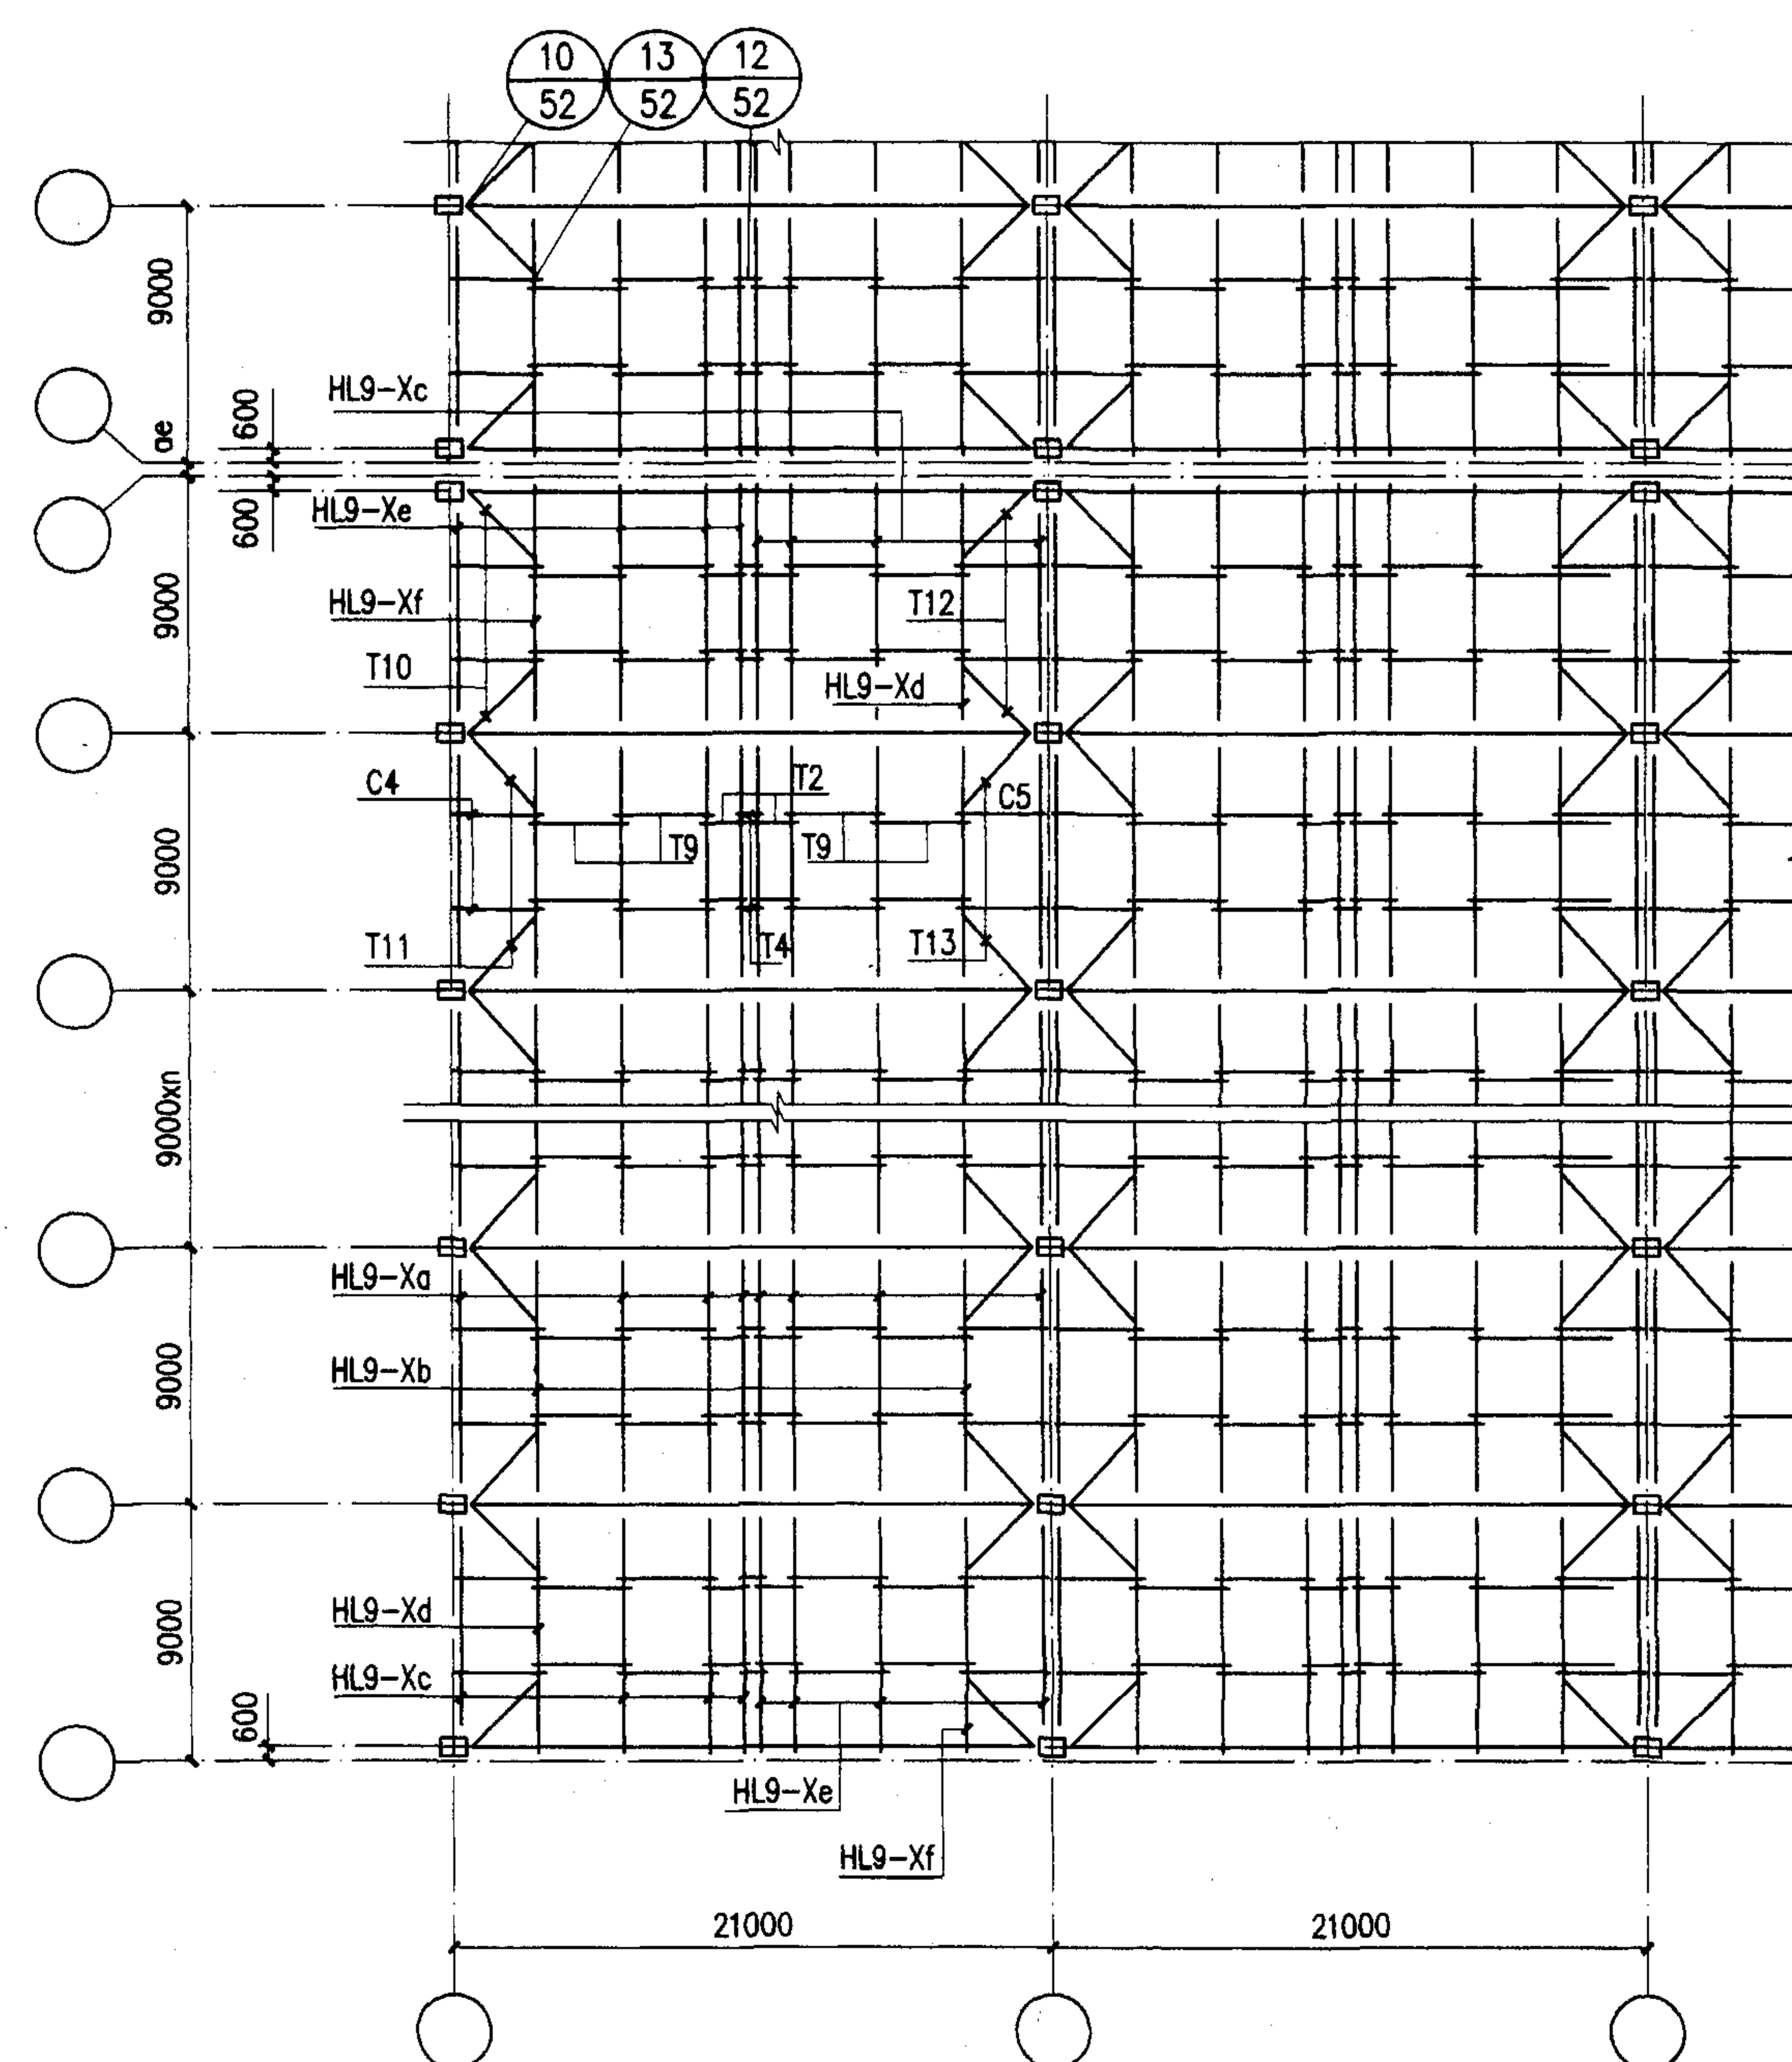 10 13 12
52 52 52
9000
HL9-Xc
600
ae
HL9-Xe
600
HL9-Xf
T12
9000
T10
HL9-Xd
C4
T2
C5
T9
T9
9000
T11
T4
T13
9000xn
HL9-Xa
HL9-Xb
9000
HL9-Xd
9000
HL9-Xc
600
HL9-Xe
HL9-Xf
21000
21000